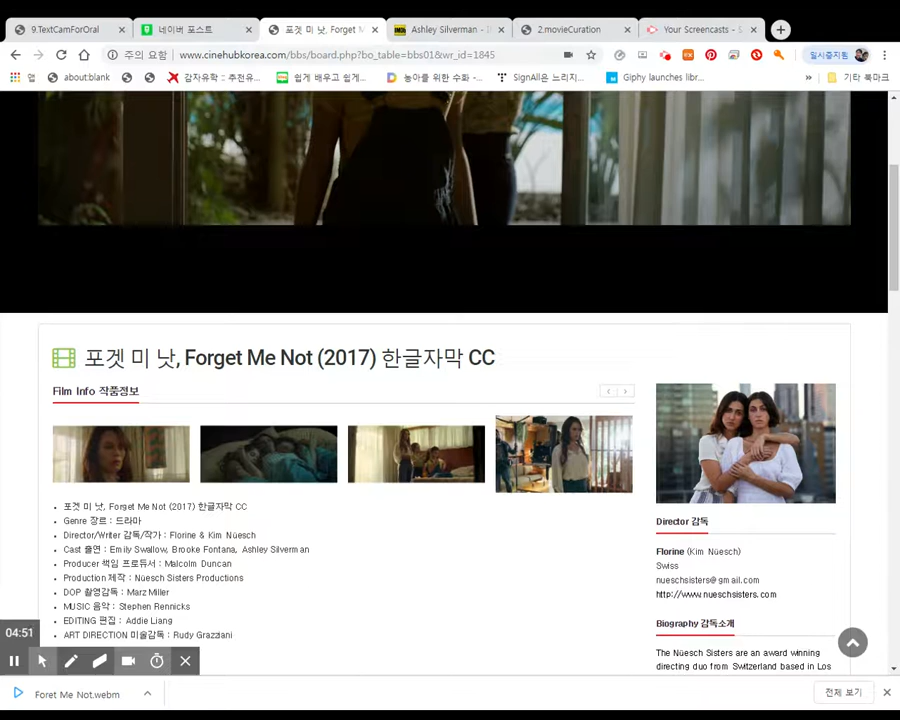 9.TextCamForOral
네이버 포스트
포겟 미 낫, Forget M
Ashley Silverman - I
2.movieCuration
Your Screencasts - S
주의 요함
www.cinehubkorea.com/bbs/board.php?bo_table=bbs01&wr_id=1845
일시중지됨
앱
about:blank
감자유학 :: 추천유...
쉽게 배우고 쉽게...
농아를 위한 수화 -...
SignAll은 느리지...
Giphy launches libr...
기타 북마크
포겟 미 낫, Forget Me Not (2017) 한글자막 CC
Film Info 작품정보
포겟 미 낫, Forget Me Not (2017) 한글자막 CC
Genre 장르 : 드라마
Director/Writer 감독/작가 : Florine & Kim Nüesch
Cast 출연 : Emily Swallow, Brooke Fontana, Ashley Silverman
Producer 책임 프로듀서 : Malcolm Duncan
Production 제작 : Nüesch Sisters Productions
DOP 촬영감독 : Marz Miller
MUSIC 음악 : Stephen Rennicks
EDITING 편집 : Addie Liang
ART DIRECTION 미술감독 : Rudy Grazziani
Director 감독
Florine (Kim Nüesch)
Swiss
nueschsisters@gmail.com
http://www.nueschsisters.com
Biography 감독소개
The Nüesch Sisters are an award winning
directing duo from Switzerland based in Los
04:51
Foret Me Not.webm
전체 보기